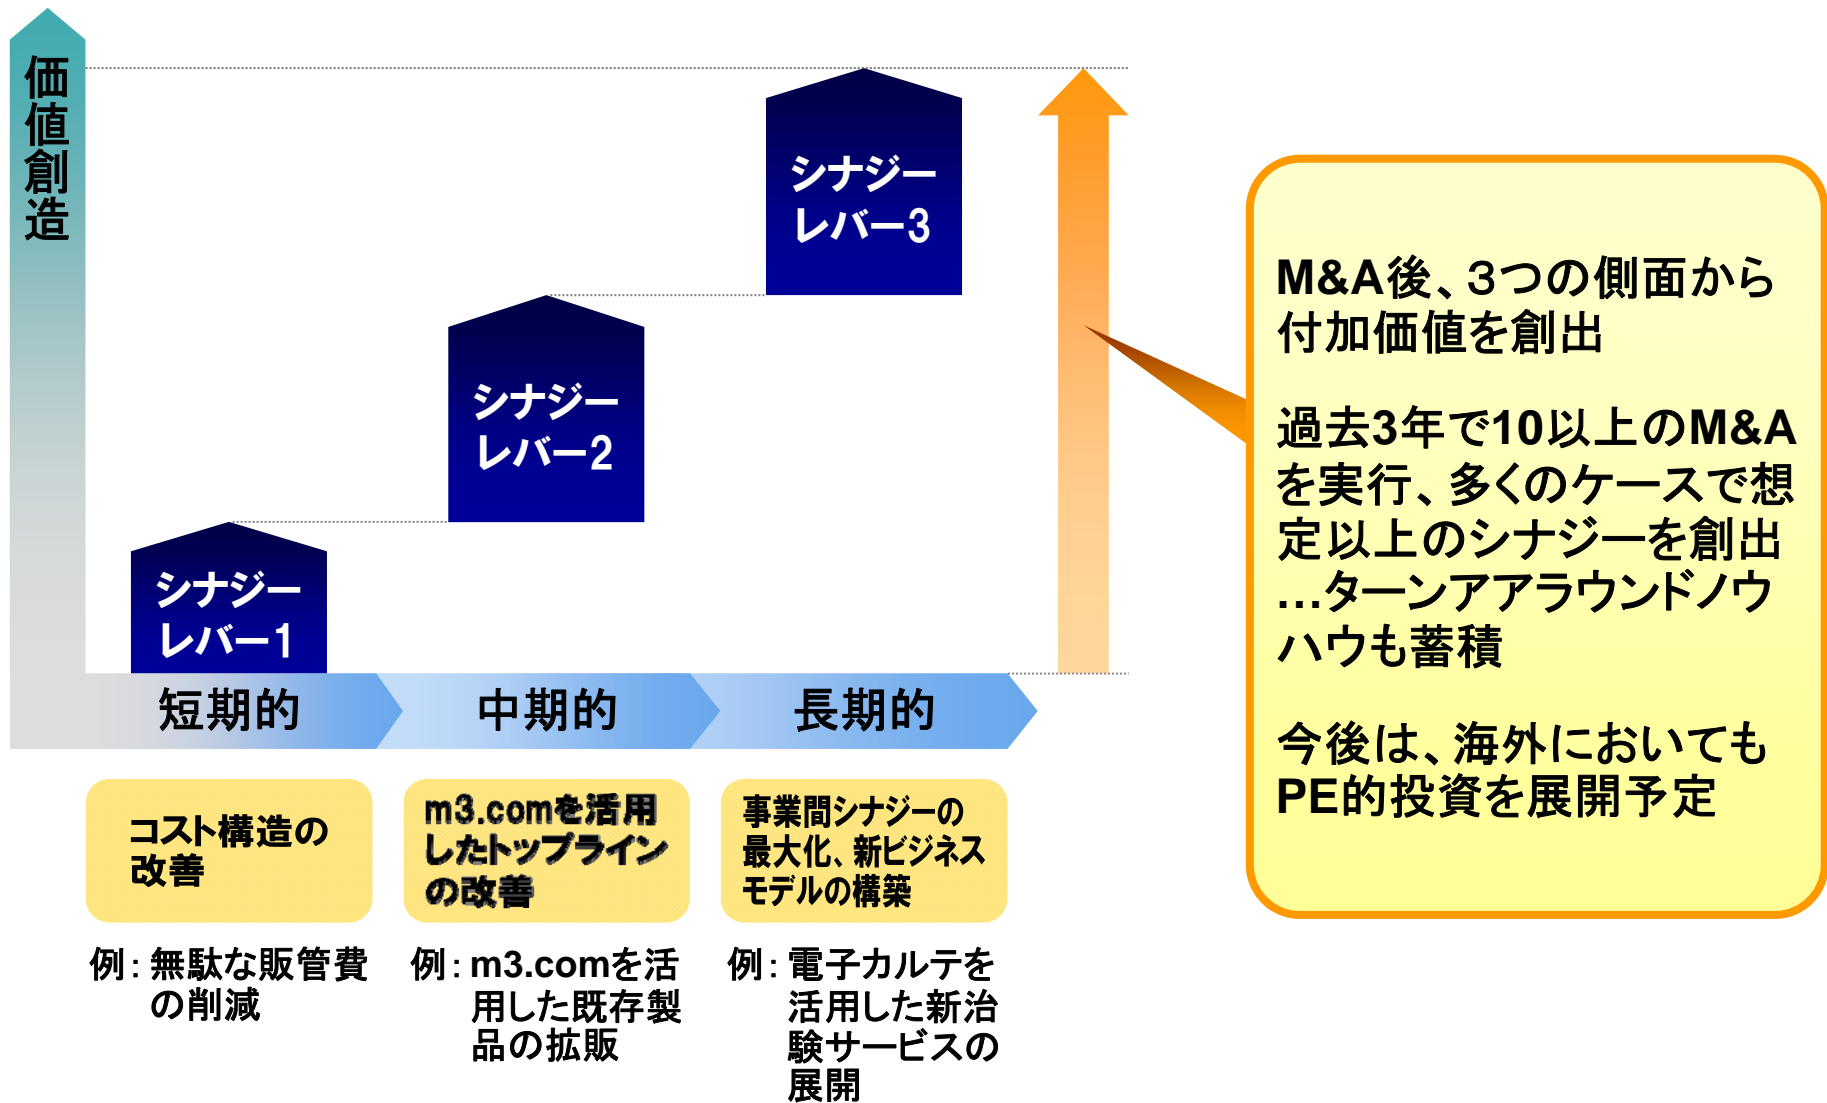 価値創造
シナジー
レバー3
シナジー
レバー2
シナジー
レバー1
短期的
中期的
長期的
コスト構造の
改善
m3.comを活用
したトップライン
の改善
事業間シナジーの
最大化、新ビジネス
モデルの構築
例：無駄な販管費
の削減
例：m3.comを活
用した既存製
品の拡販
例：電子カルテを
活用した新治
験サービスの
展開
M&A後、３つの側面から
付加価値を創出
過去3年で10以上のM&A
を実行、多くのケースで想
定以上のシナジーを創出
…ターンアアラウンドノウ
ハウも蓄積
今後は、海外においても
PE的投資を展開予定